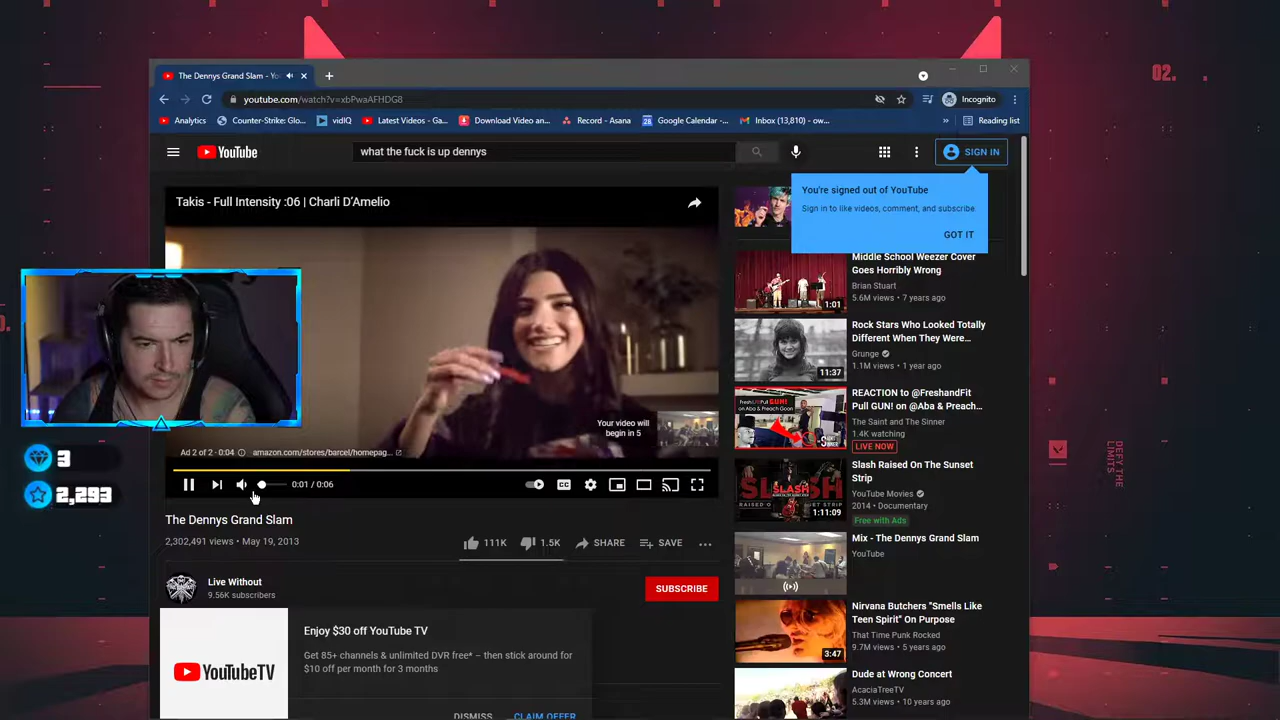 02.
The Dennys Grand Slam - Yo
youtube.com/watch?v=xbPwaAFHDG8
Incognito
Analytics
Counter-Strike: Glo...
vidIQ
Latest Videos - Ga...
Download Video an...
Record - Asana
Google Calendar -...
Inbox (13,810) - ow...
»
Reading list
YouTube
what the fuck is up dennys
SIGN IN
You're signed out of YouTube
Sign in to like videos, comment, and subscribe.
GOT IT
Takis - Full Intensity :06 | Charli D'Amelio
Your video will
begin in 5
Ad 2 of 2 · 0:04
amazon.com/stores/barcel/homepag...
0:01 / 0:06
CC
The Dennys Grand Slam
2,302,491 views • May 19, 2013
111K
1.5K
SHARE
SAVE
Live Without
9.56K subscribers
SUBSCRIBE
YouTubeTV
Enjoy $30 off YouTube TV
Get 85+ channels & unlimited DVR free* – then stick around for
$10 off per month for 3 months
DISMISS
CLAIM OFFER
Middle School Weezer Cover
Goes Horribly Wrong
Brian Stuart
5.6M views • 7 years ago
1:01
Rock Stars Who Looked Totally
Different When They Were...
Grunge
1.1M views • 1 year ago
11:37
REACTION to @FreshandFit
Pull GUN! on @Aba & Preach...
The Saint and The Sinner
1.4K watching
LIVE NOW
Slash Raised On The Sunset
Strip
YouTube Movies
2014 • Documentary
Free with Ads
SLASH
1:11:09
Mix - The Dennys Grand Slam
YouTube
Nirvana Butchers "Smells Like
Teen Spirit" On Purpose
That Time Punk Rocked
9.7M views • 5 years ago
3:47
Dude at Wrong Concert
AcaciaTreeTV
5.3M views • 10 years ago
3
2,293
DEFY THE
LIMITS